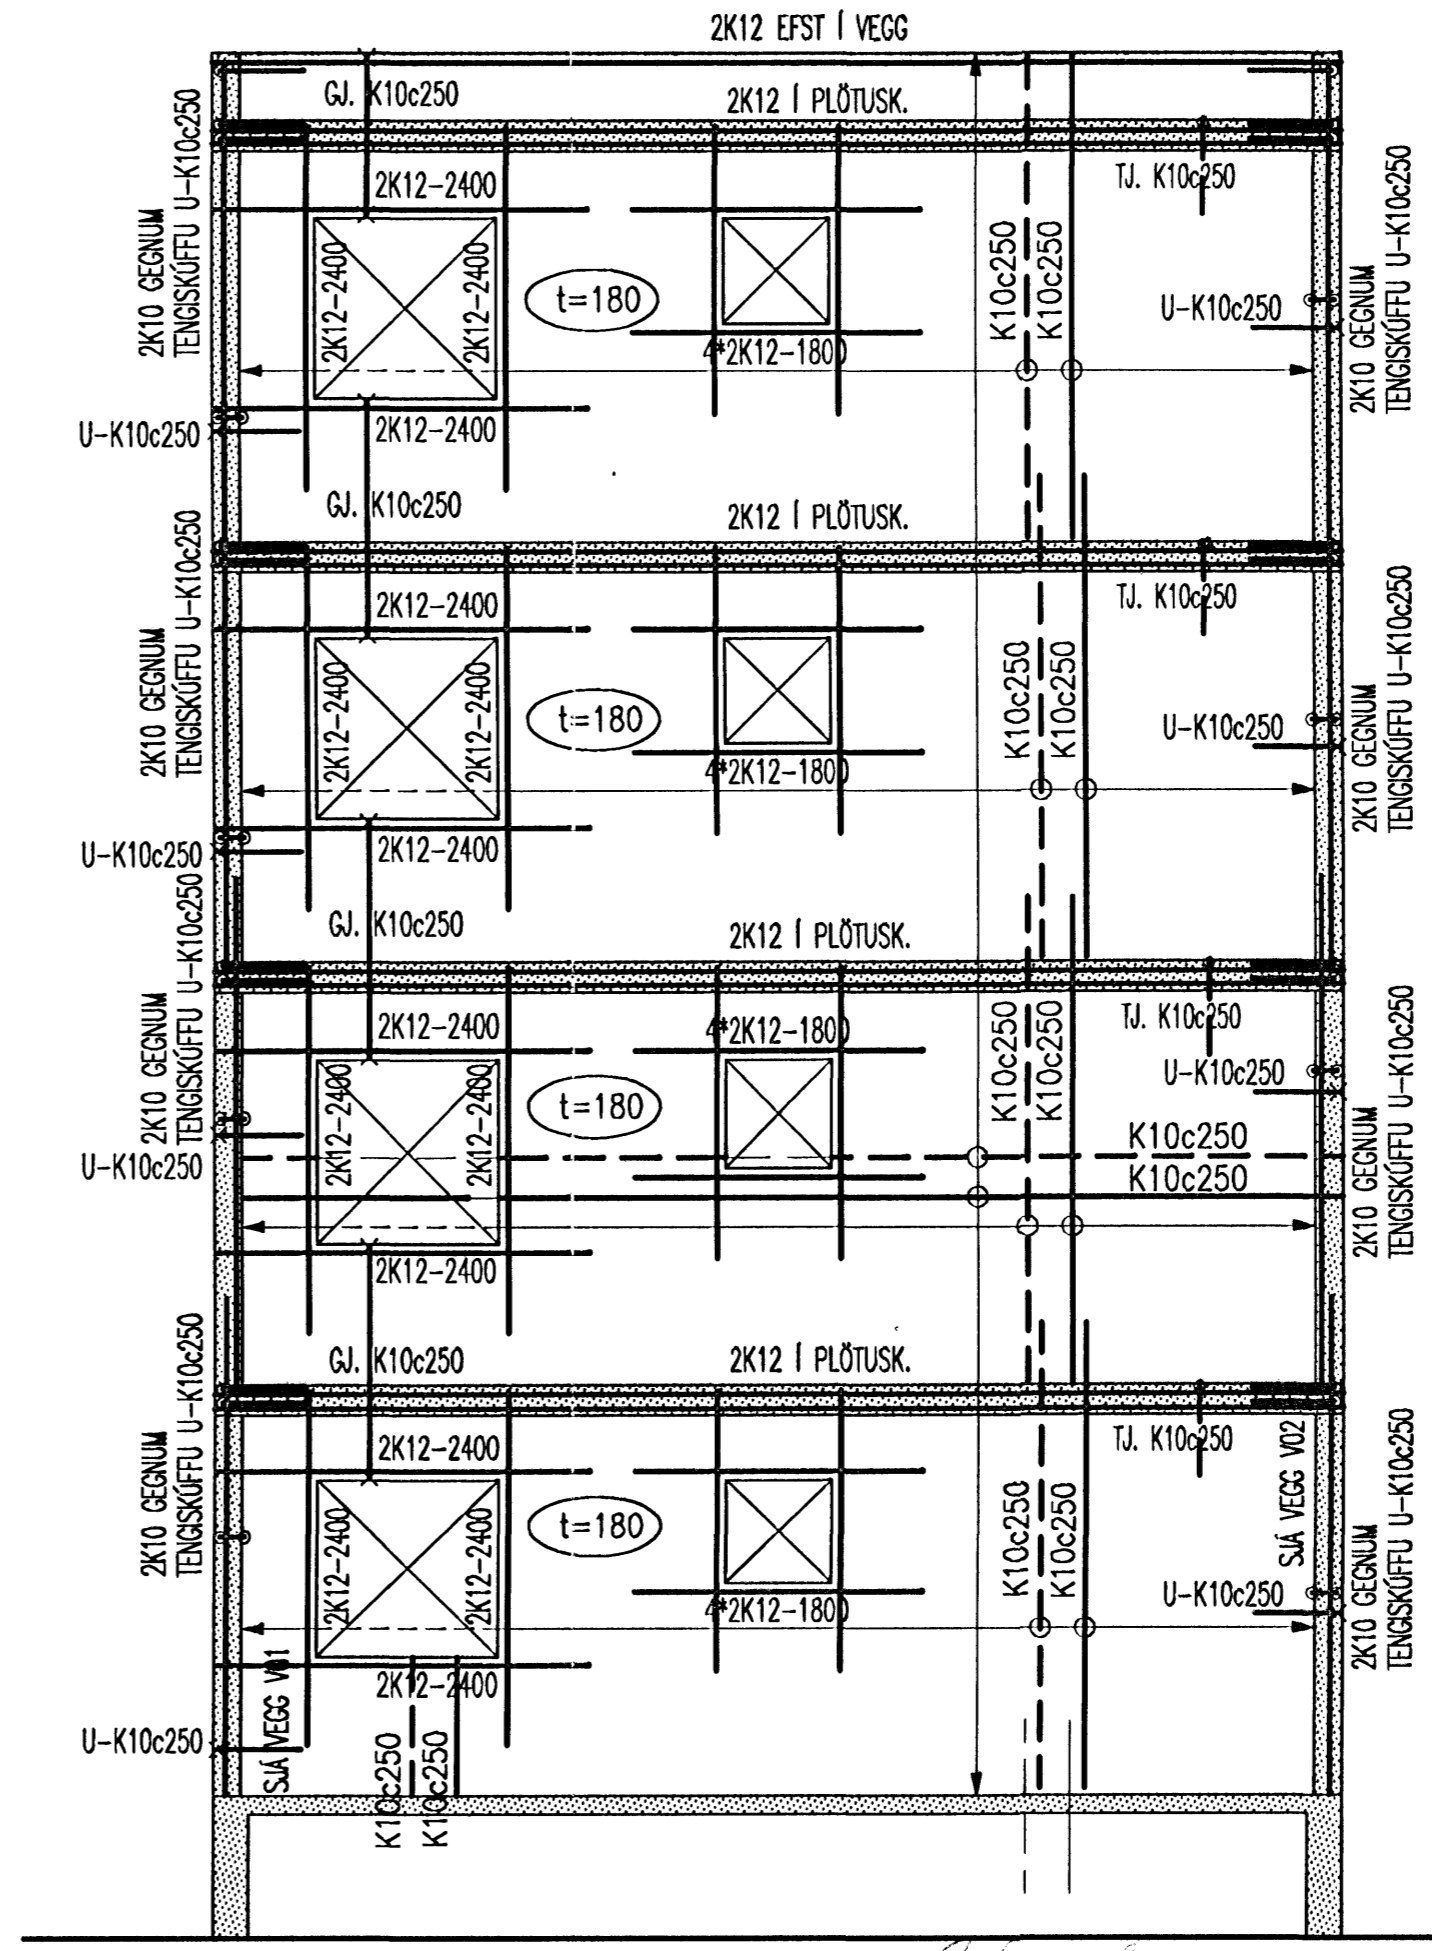 2K12 EFST Í VEGG
GJ. K10c250
2K12 Í PLÖTUSK.
2K10 GEGNUM
TENGISKÚFFU U-K10c250
2K12-2400
TJ. K10c250
2K10 GEGNUM
TENGISKÚFFU U-K10c250
2K12-2400
2K12-2400
t=180
K10c250
K10c250
U-K10c250
4*2K12-1800
U-K10c250
2K12-2400
GJ. K10c250
2K12 Í PLÖTUSK.
2K10 GEGNUM
TENGISKÚFFU U-K10c250
2K12-2400
TJ. K10c250
2K10 GEGNUM
TENGISKÚFFU U-K10c250
2K12-2400
2K12-2400
t=180
K10c250
K10c250
U-K10c250
4*2K12-1800
U-K10c250
2K12-2400
GJ. K10c250
2K12 Í PLÖTUSK.
2K10 GEGNUM
TENGISKÚFFU U-K10c250
2K12-2400
4*2K12-1800
TJ. K10c250
2K10 GEGNUM
TENGISKÚFFU U-K10c250
2K12-2400
2K12-2400
t=180
K10c250
K10c250
U-K10c250
K10c250
K10c250
U-K10c250
2K12-2400
GJ. K10c250
2K12 Í PLÖTUSK.
2K10 GEGNUM
TENGISKÚFFU U-K10c250
2K12-2400
TJ. K10c250
SJÁ VEGG V02
2K10 GEGNUM
TENGISKÚFFU U-K10c250
2K12-2400
2K12-2400
t=180
K10c250
K10c250
U-K10c250
4*2K12-1800
2K12-2400
SJÁ VEGG V01
U-K10c250
K10c250
K10c250